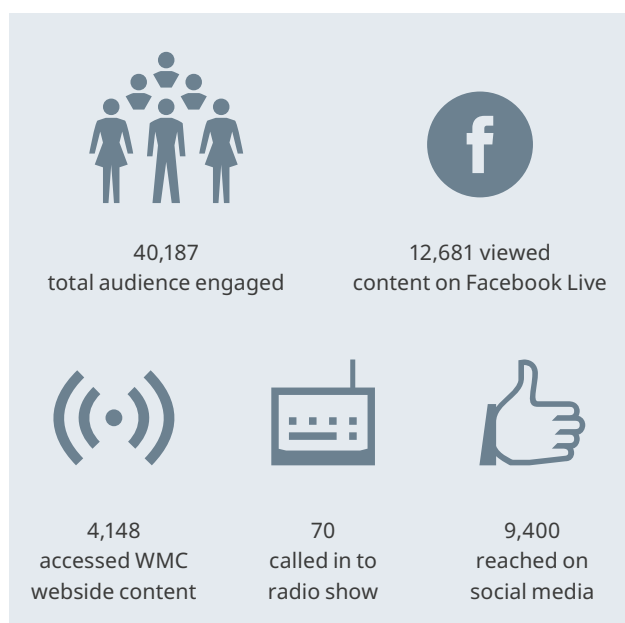 40,187
total audience engaged
12,681 viewed
content on Facebook Live
4,148
accessed WMC
webside content
70
called in to
radio show
9,400
reached on
social media